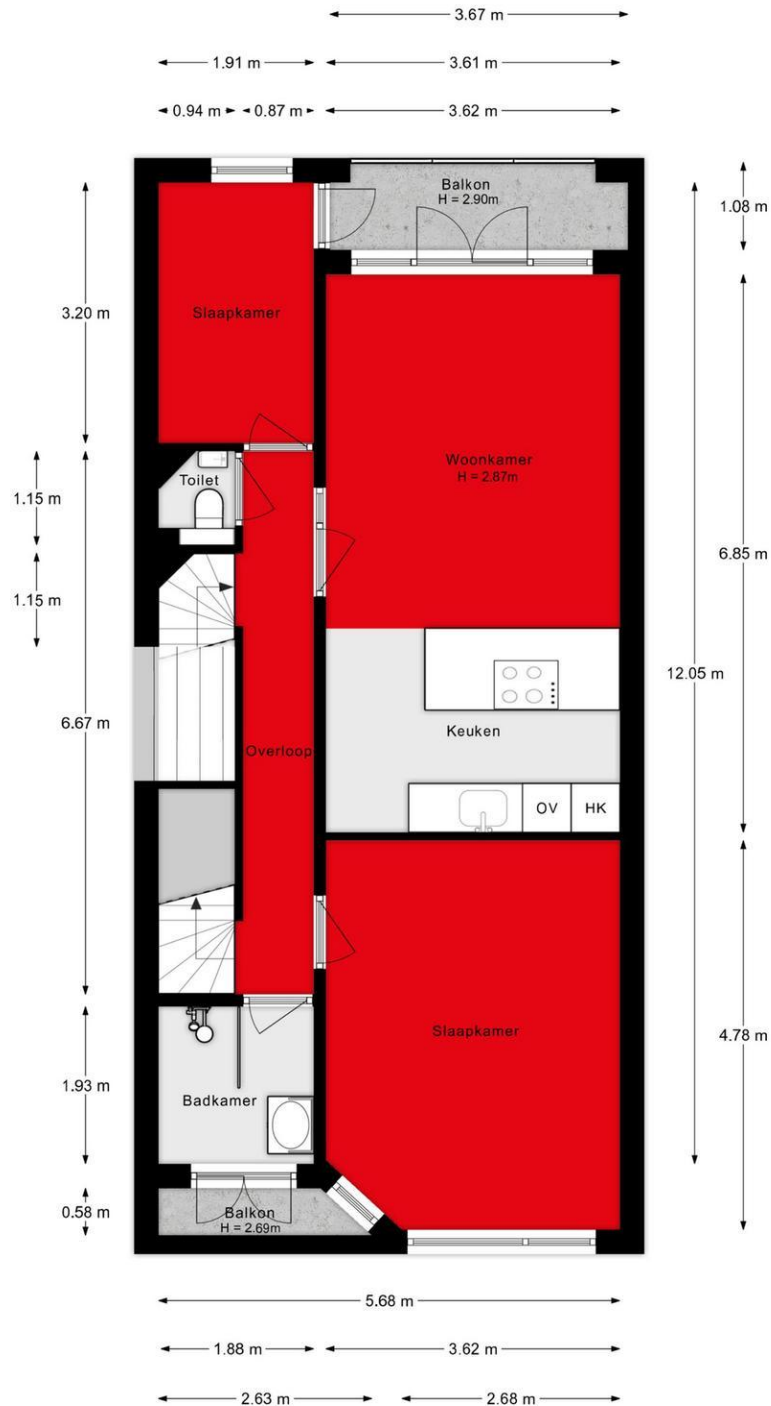 3.67 m
1.91 m
3.61 m
0.94 m
0.87 m
3.62 m
Balkon
H = 2.90m
1.08 m
3.20 m
Slaapkamer
Woonkamer
H = 2.87m
Toilet
1.15 m
6.85 m
1.15 m
12.05 m
6.67 m
Overloop
Keuken
OV
HK
Slaapkamer
4.78 m
1.93 m
Badkamer
0.58 m
Balkon
H = 2.69m
5.68 m
1.88 m
3.62 m
2.63 m
2.68 m